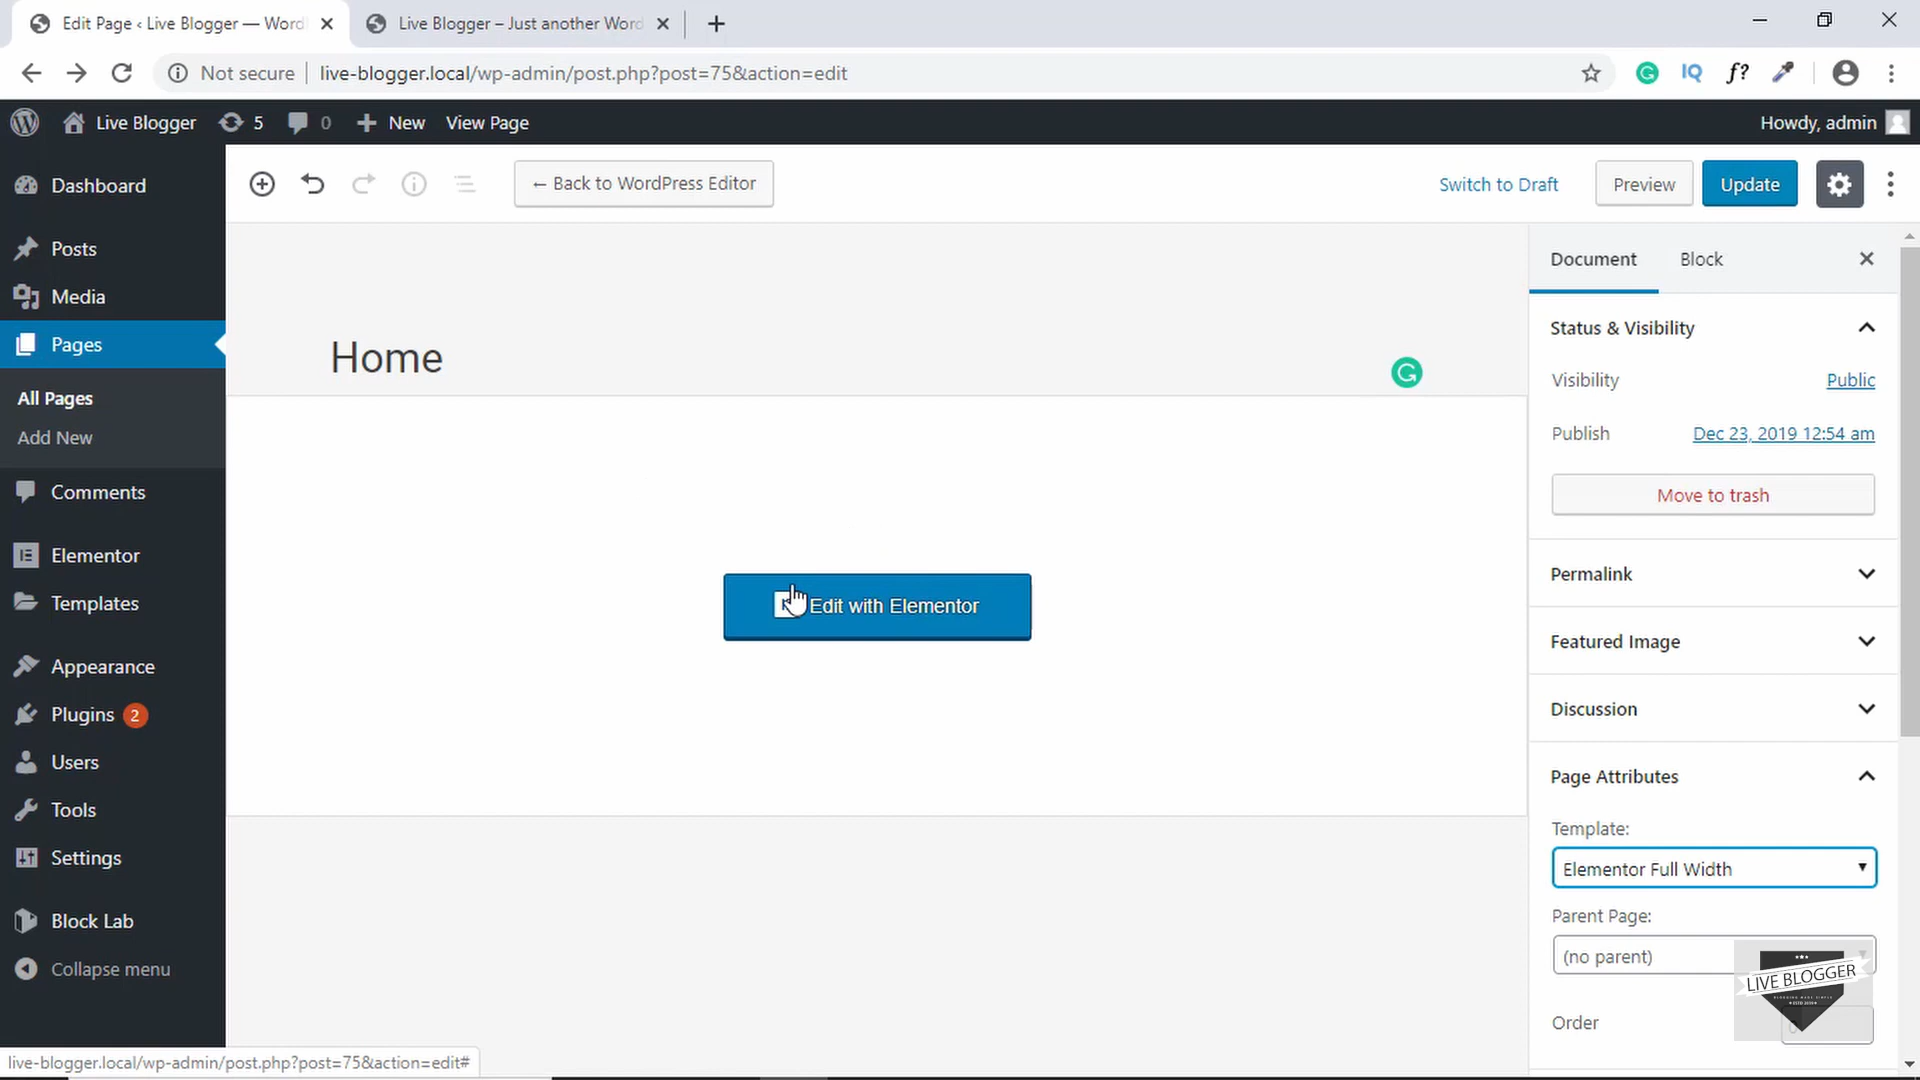 Edit Page ‹ Live Blogger — Word
Live Blogger – Just another Word
Not secure
live-blogger.local/wp-admin/post.php?post=75&action=edit
IQ
f?
Live Blogger
5
0
New
View Page
Howdy, admin
← Back to WordPress Editor
Switch to Draft
Preview
Update
Dashboard
Posts
Media
Pages
All Pages
Add New
Comments
Elementor
Templates
Appearance
Plugins 2
Users
Tools
Settings
Block Lab
Collapse menu
Home
Edit with Elementor
Document
Block
Status & Visibility
Visibility
Public
Publish
Dec 23, 2019 12:54 am
Move to trash
Permalink
Featured Image
Discussion
Page Attributes
Template:
Elementor Full Width
Parent Page:
(no parent)
Order
LIVE BLOGGER
live-blogger.local/wp-admin/post.php?post=75&action=edit#